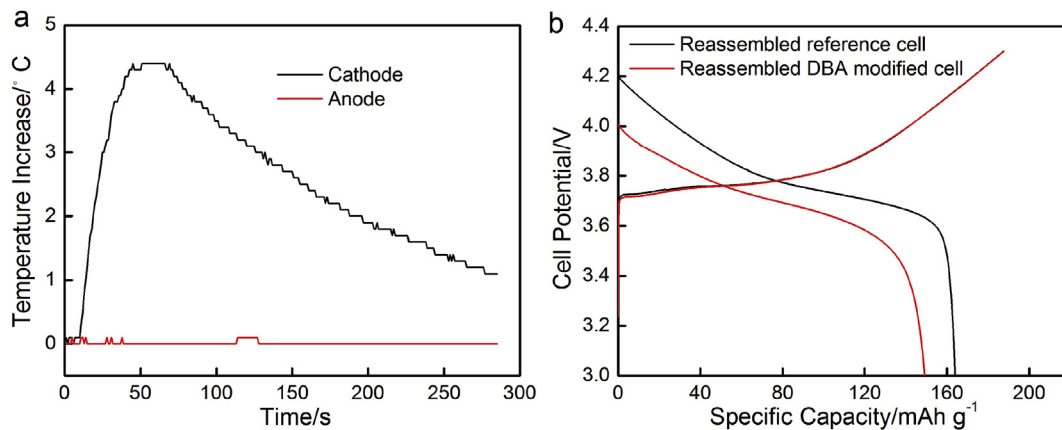 a
Temperature Increase/° C
5
4
3
2
1
0
Cathode
Anode
0 50 100 150 200 250 300
Time/s
b
Cell Potential/V
4.4
4.2
4.0
3.8
3.6
3.4
3.2
3.0
Reassembled reference cell
Reassembled DBA modified cell
0 40 80 120 160 200
Specific Capacity/mAh g⁻¹